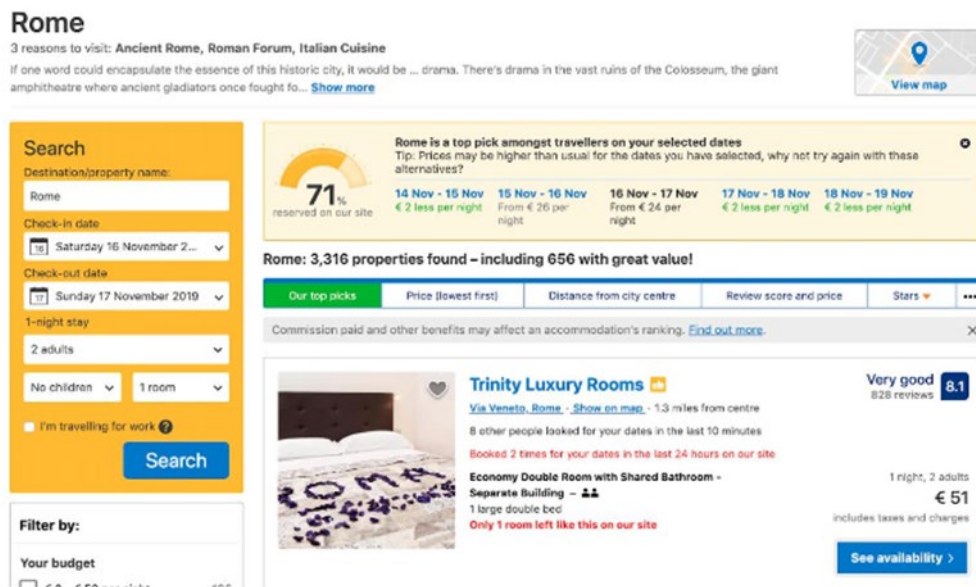 Rome
3 reasons to visit: Ancient Rome, Roman Forum, Italian Cuisine
If one word could encapsulate the essence of this historic city, it would be ... drama. There's drama in the vast ruins of the Colosseum, the giant
amphitheatre where ancient gladiators once fought fo... Show more
View map
Search
Destination/property name:
Rome
Check-in date
16 Saturday 16 November 2...
Check-out date
17 Sunday 17 November 2019
1-night stay
2 adults
No children
1 room
I'm travelling for work ?
Search
Filter by:
Your budget
71%
reserved on our site
Rome is a top pick amongst travellers on your selected dates
Tip: Prices may be higher than usual for the dates you have selected, why not try again with these
alternatives?
14 Nov - 15 Nov
€ 2 less per night
15 Nov - 16 Nov
From € 26 per
night
16 Nov - 17 Nov
From € 24 per
night
17 Nov - 18 Nov
€ 2 less per night
18 Nov - 19 Nov
€ 2 less per night
Rome: 3,316 properties found – including 656 with great value!
Our top picks
Price (lowest first)
Distance from city centre
Review score and price
Stars
...
Commission paid and other benefits may affect an accommodation's ranking. Find out more.
ROMA
Trinity Luxury Rooms
Via Veneto, Rome - Show on map - 1.3 miles from centre
8 other people looked for your dates in the last 10 minutes
Booked 2 times for your dates in the last 24 hours on our site
Economy Double Room with Shared Bathroom -
Separate Building –
1 large double bed
Only 1 room left like this on our site
Very good
828 reviews
8.1
1 night, 2 adults
€ 51
includes taxes and charges
See availability